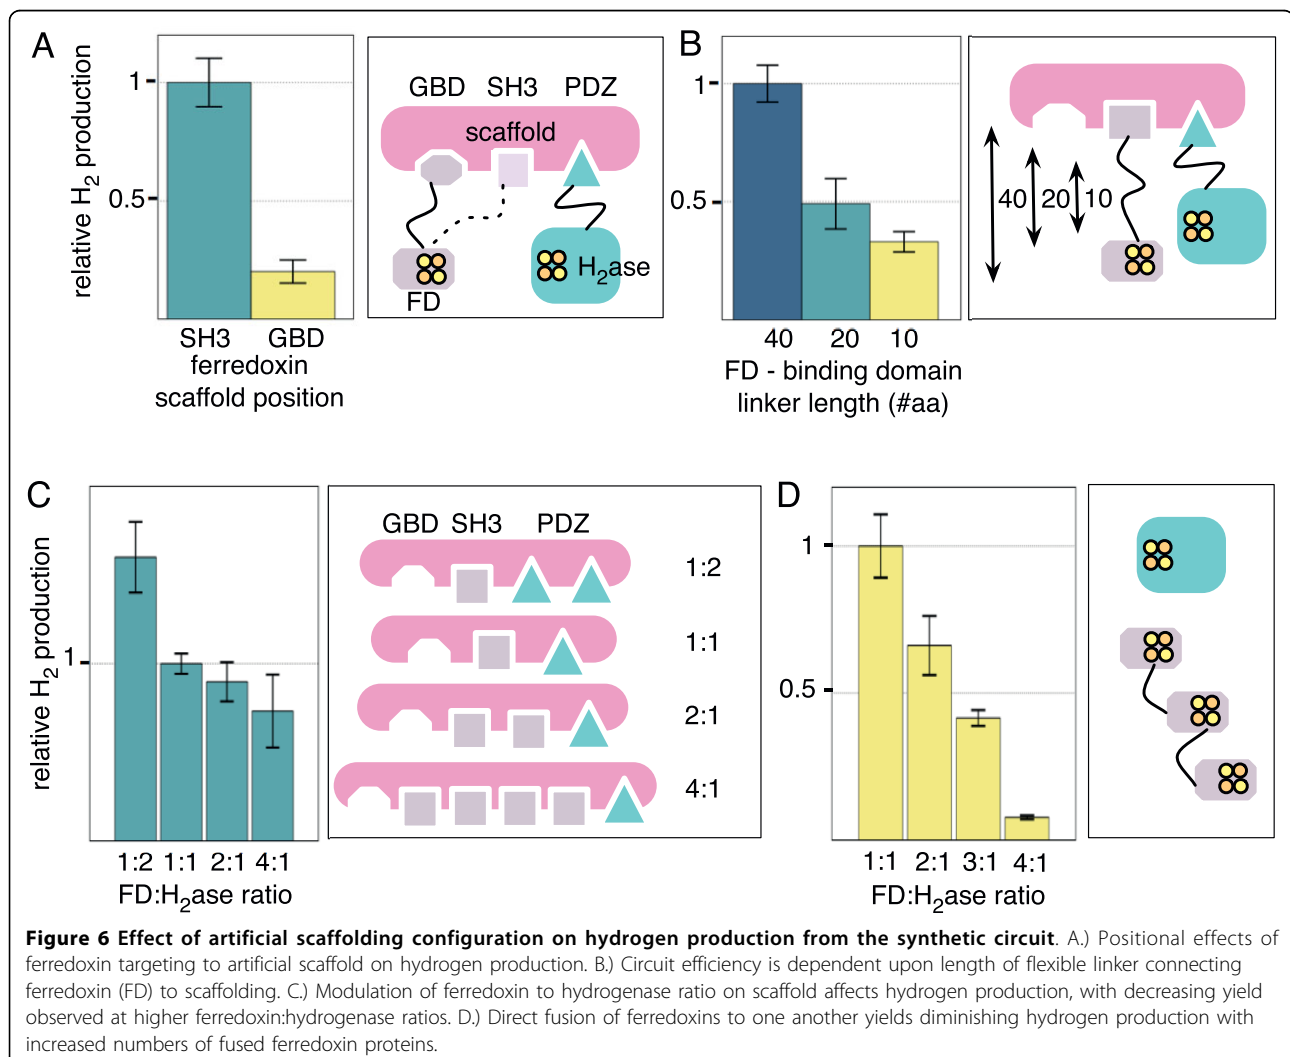 A
relative H2 production
1
0.5
SH3 GBD
ferredoxin
scaffold position
GBD SH3 PDZ
scaffold
H2ase
FD
B
1
0.5
40 20 10
FD - binding domain
linker length (#aa)
40 20 10
C
relative H2 production
1
1:2 1:1 2:1 4:1
FD:H2ase ratio
GBD SH3 PDZ
1:2
1:1
2:1
4:1
D
1
0.5
1:1 2:1 3:1 4:1
FD:H2ase ratio
Figure 6 Effect of artificial scaffolding configuration on hydrogen production from the synthetic circuit. A.) Positional effects of
ferredoxin targeting to artificial scaffold on hydrogen production. B.) Circuit efficiency is dependent upon length of flexible linker connecting
ferredoxin (FD) to scaffolding. C.) Modulation of ferredoxin to hydrogenase ratio on scaffold affects hydrogen production, with decreasing yield
observed at higher ferredoxin:hydrogenase ratios. D.) Direct fusion of ferredoxins to one another yields diminishing hydrogen production with
increased numbers of fused ferredoxin proteins.